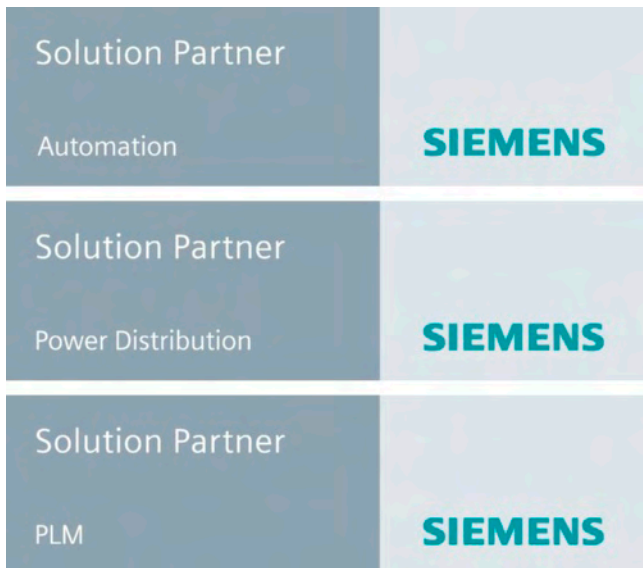 Solution Partner
Automation
SIEMENS
Solution Partner
Power Distribution
SIEMENS
Solution Partner
PLM
SIEMENS